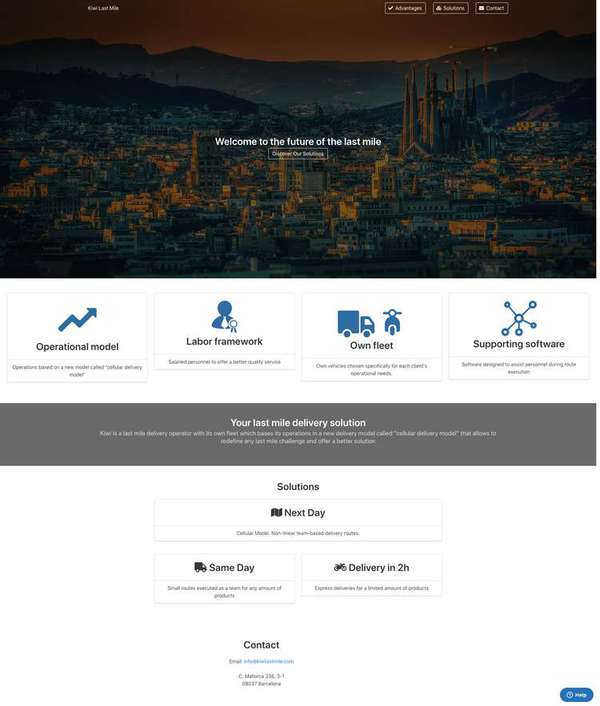 Kiwi Last Mile
Advantages
Solutions
Contact
Welcome to the future of the last mile
Discover Our Solutions
Operational model
Operations based on a new model called "cellular delivery
model"
Labor framework
Salaried personnel to offer a better quality service
Own fleet
Own vehicles chosen specifically for each client's
operational needs.
Supporting software
Software designed to assist personnel during route
execution
Your last mile delivery solution
Kiwi is a last mile delivery operator with its own fleet which bases its operations in a new delivery model called "cellular delivery model" that allows to
redefine any last mile challenge and offer a better solution
Solutions
Next Day
Cellular Model. Non-linear team-based delivery routes.
Same Day
Small routes executed as a team for any amount of
products
Delivery in 2h
Express deliveries for a limited amount of products
Contact
Email: info@kiwilastmile.com
C. Mallorca 336, 3-1
08037 Barcelona
Help